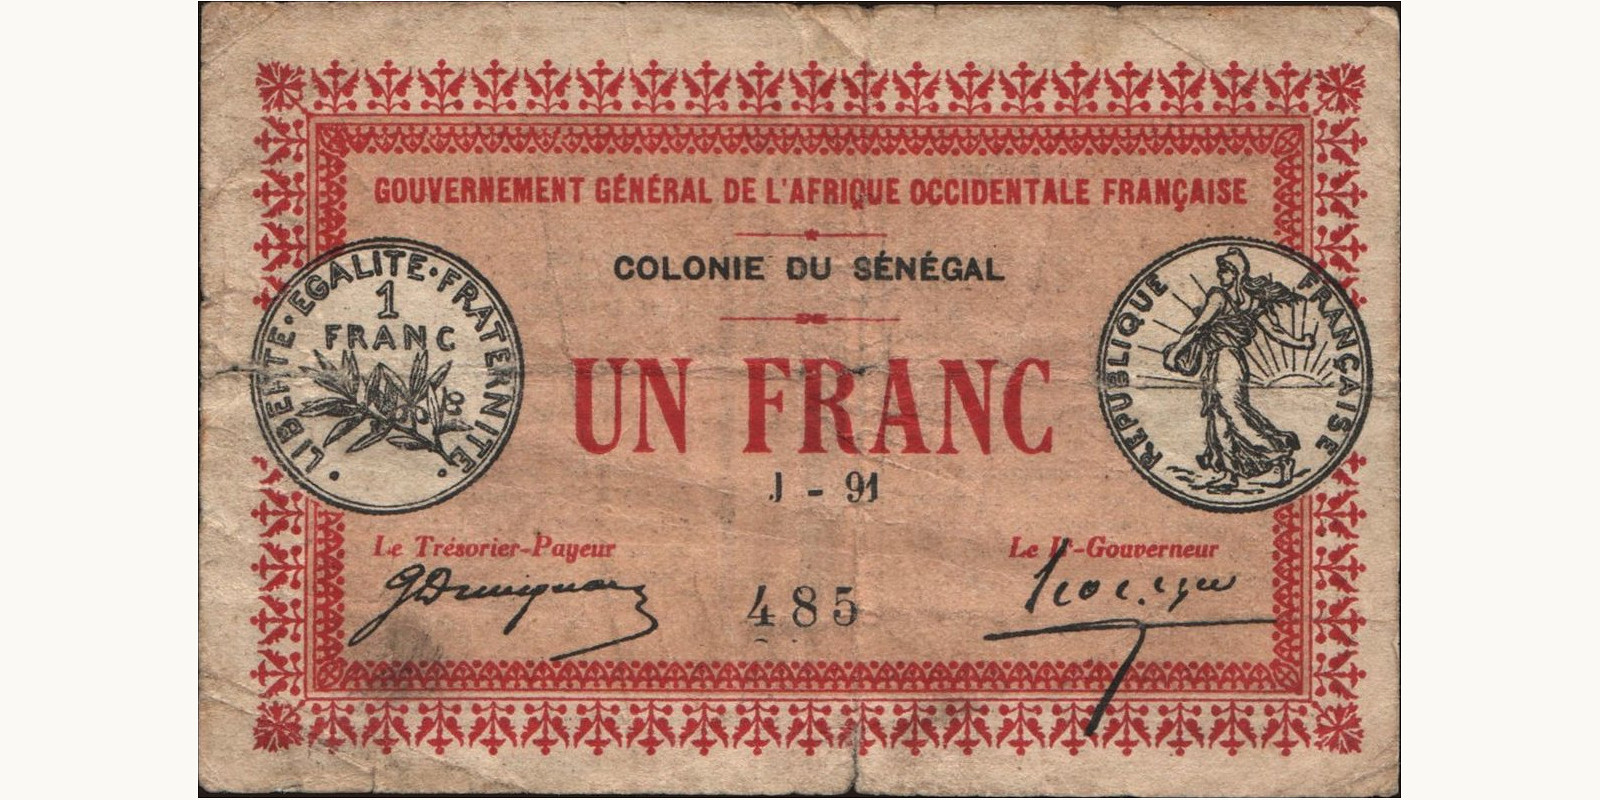 GOUVERNEMENT GÉNÉRAL DE L'AFRIQUE OCCIDENTALE FRANÇAISE
COLONIE DU SÉNÉGAL
LIBERTE·EGALITE·FRATERNITE·
1
FRANC
REPUBLIQUE FRANÇAISE
UN FRANC
J - 91
Le Trésorier-Payeur
Le Lt-Gouverneur
485